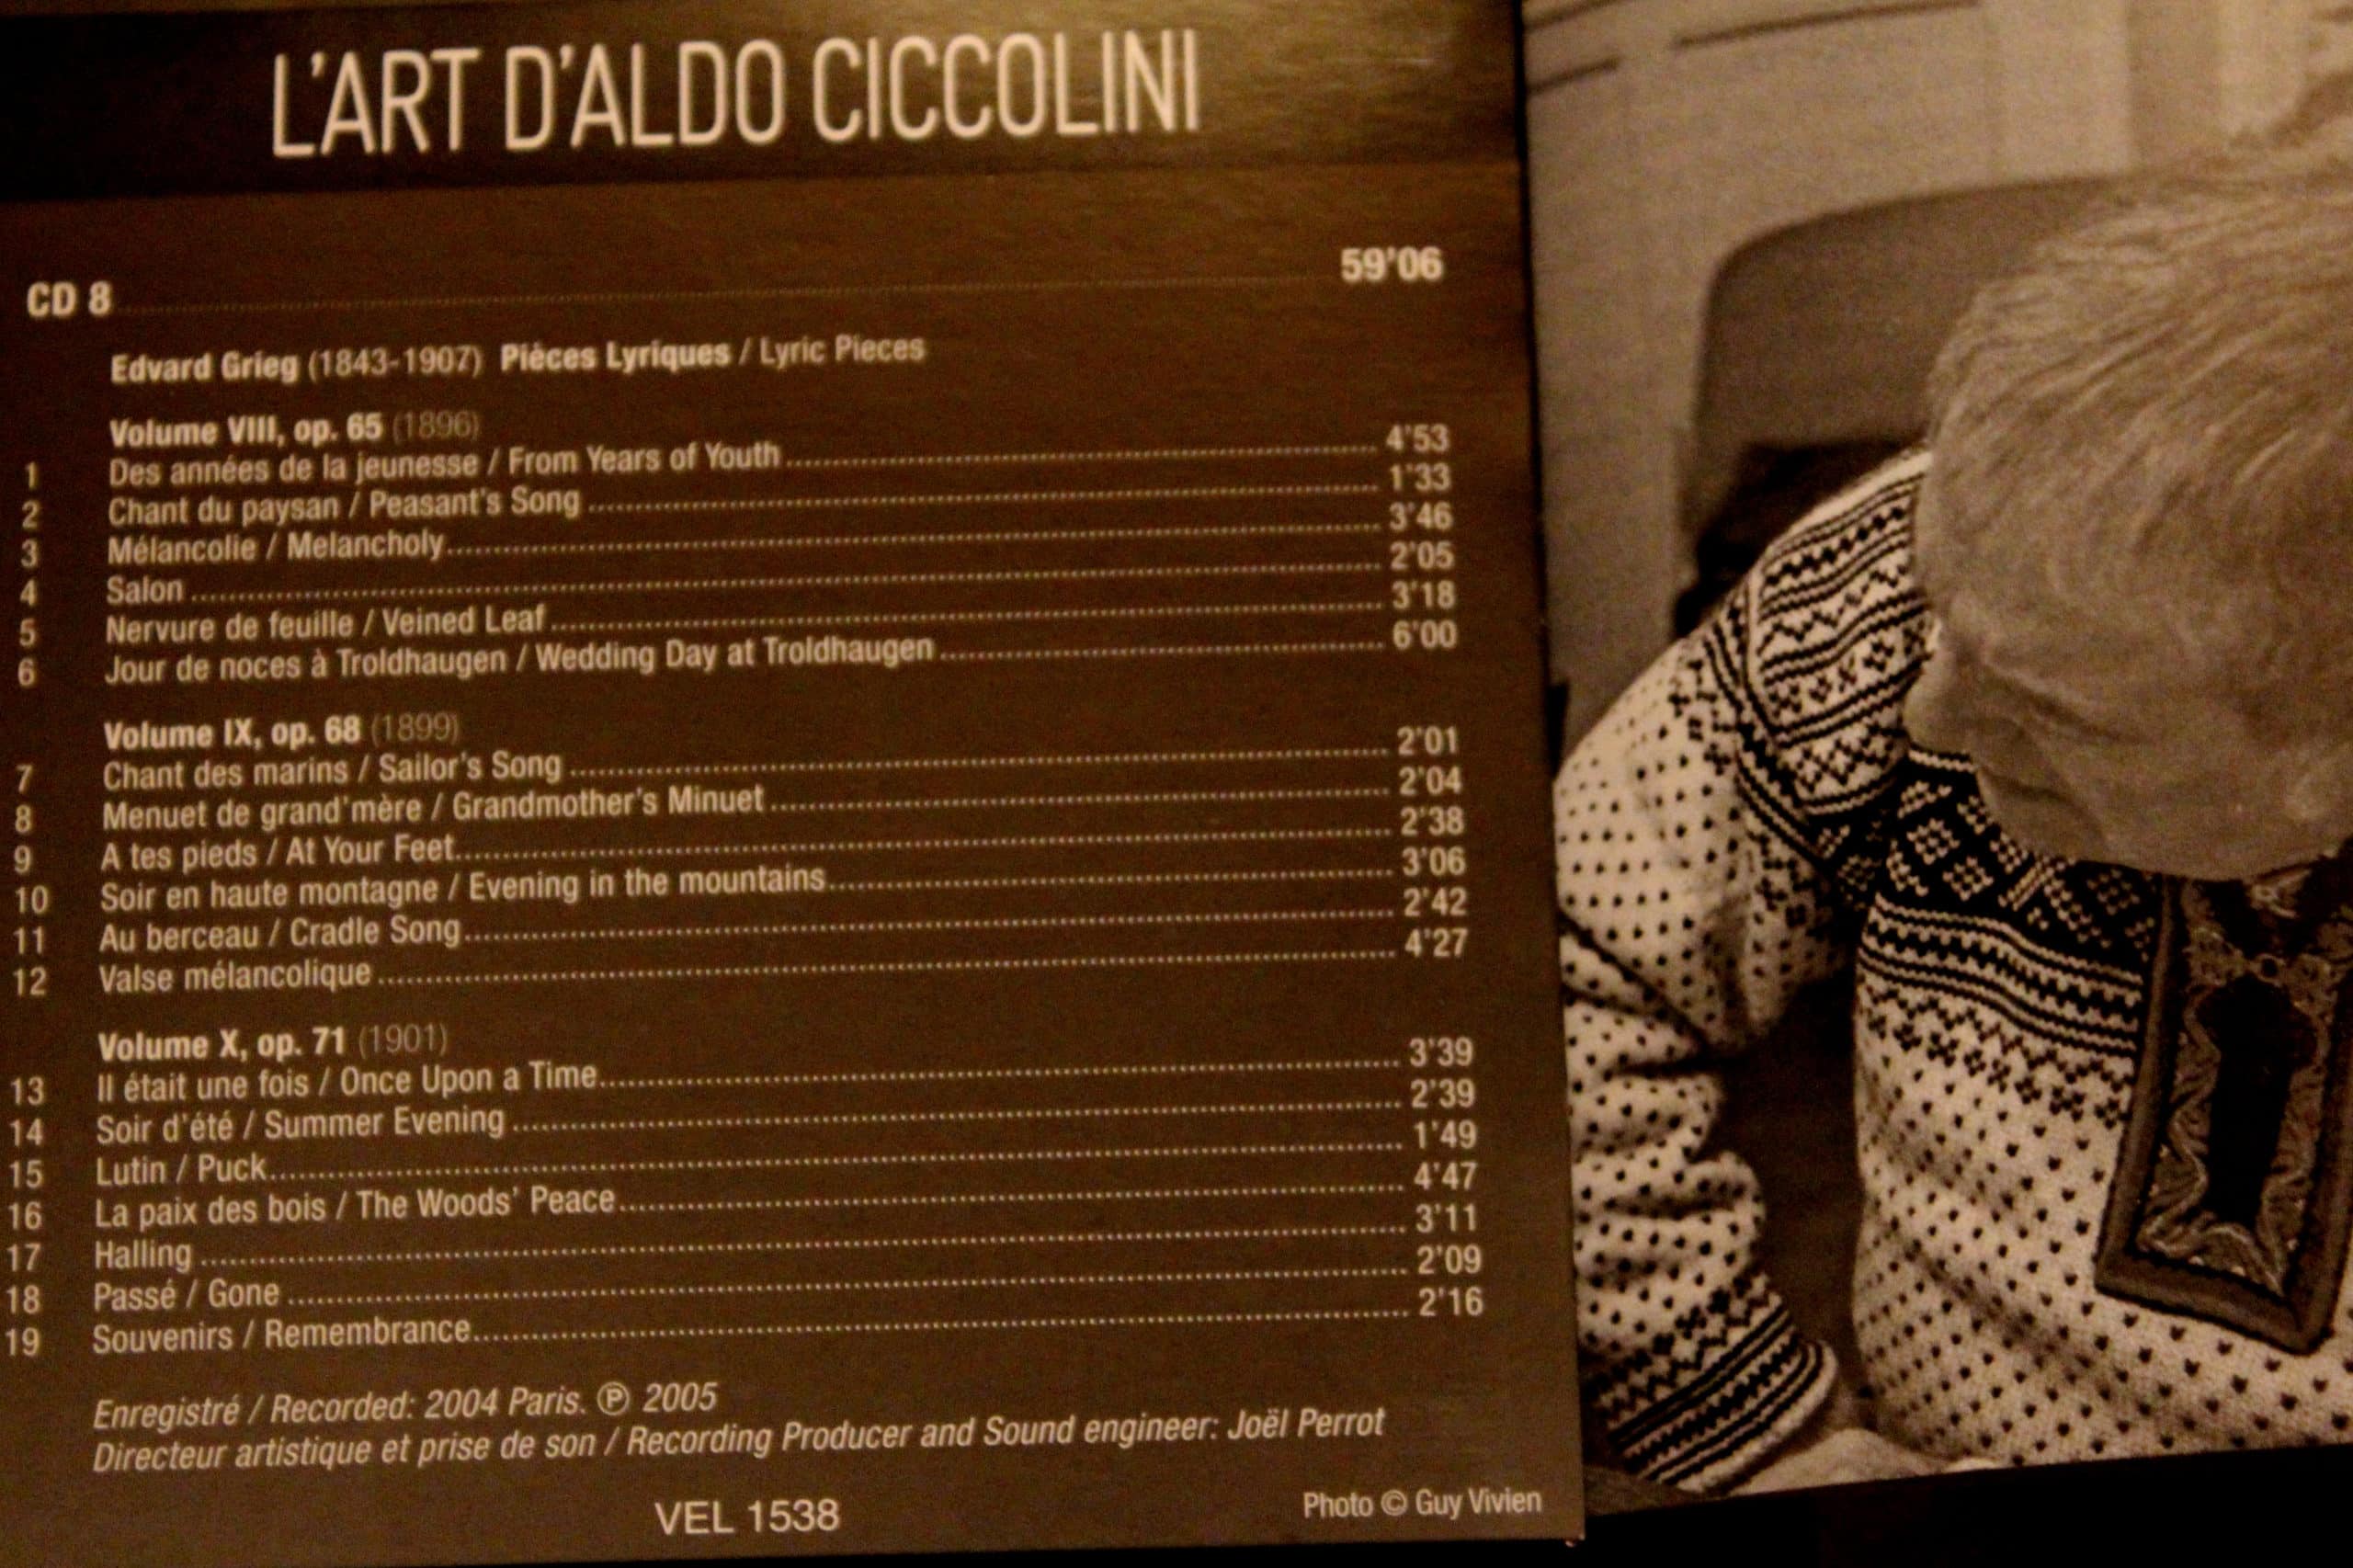 L'ART D'ALDO CICCOLINI
CD 8 59'06
Edvard Grieg (1843-1907) Pièces Lyriques / Lyric Pieces
Volume VIII, op. 65 (1896)
1 Des années de la jeunesse / From Years of Youth 4'53
2 Chant du paysan / Peasant's Song 1'33
3 Mélancolie / Melancholy 3'46
4 Salon 2'05
5 Nervure de feuille / Veined Leaf 3'18
6 Jour de noces à Troldhaugen / Wedding Day at Troldhaugen 6'00
Volume IX, op. 68 (1899)
7 Chant des marins / Sailor's Song 2'01
8 Menuet de grand'mère / Grandmother's Minuet 2'04
9 A tes pieds / At Your Feet 2'38
10 Soir en haute montagne / Evening in the mountains 3'06
11 Au berceau / Cradle Song 2'42
12 Valse mélancolique 4'27
Volume X, op. 71 (1901)
13 Il était une fois / Once Upon a Time 3'39
14 Soir d'été / Summer Evening 2'39
15 Lutin / Puck 1'49
16 La paix des bois / The Woods' Peace 4'47
17 Halling 3'11
18 Passé / Gone 2'09
19 Souvenirs / Remembrance 2'16
Enregistré / Recorded: 2004 Paris. ℗ 2005
Directeur artistique et prise de son / Recording Producer and Sound engineer: Joël Perrot
VEL 1538
Photo © Guy Vivien